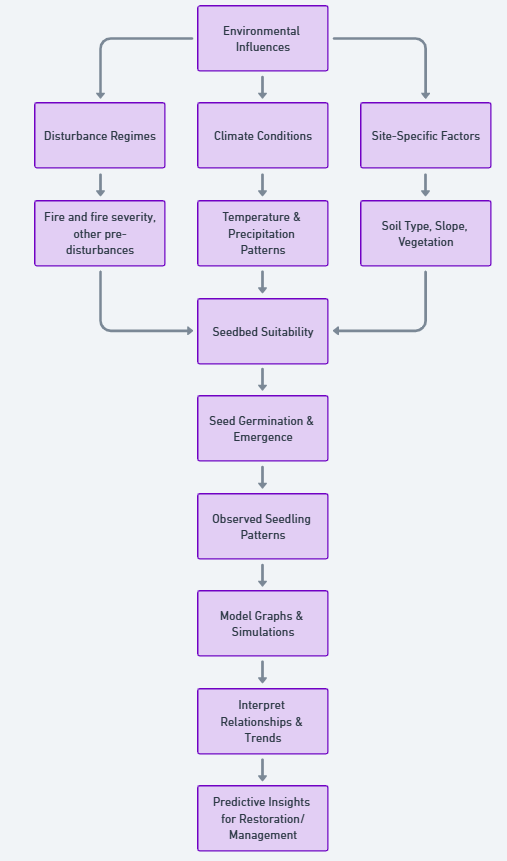 Environmental
Influences
Disturbance Regimes
Climate Conditions
Site-Specific Factors
Fire and fire severity,
other pre-
disturbances
Temperature &
Precipitation
Patterns
Soil Type, Slope,
Vegetation
Seedbed Suitability
Seed Germination &
Emergence
Observed Seedling
Patterns
Model Graphs &
Simulations
Interpret
Relationships &
Trends
Predictive Insights
for Restoration/
Management